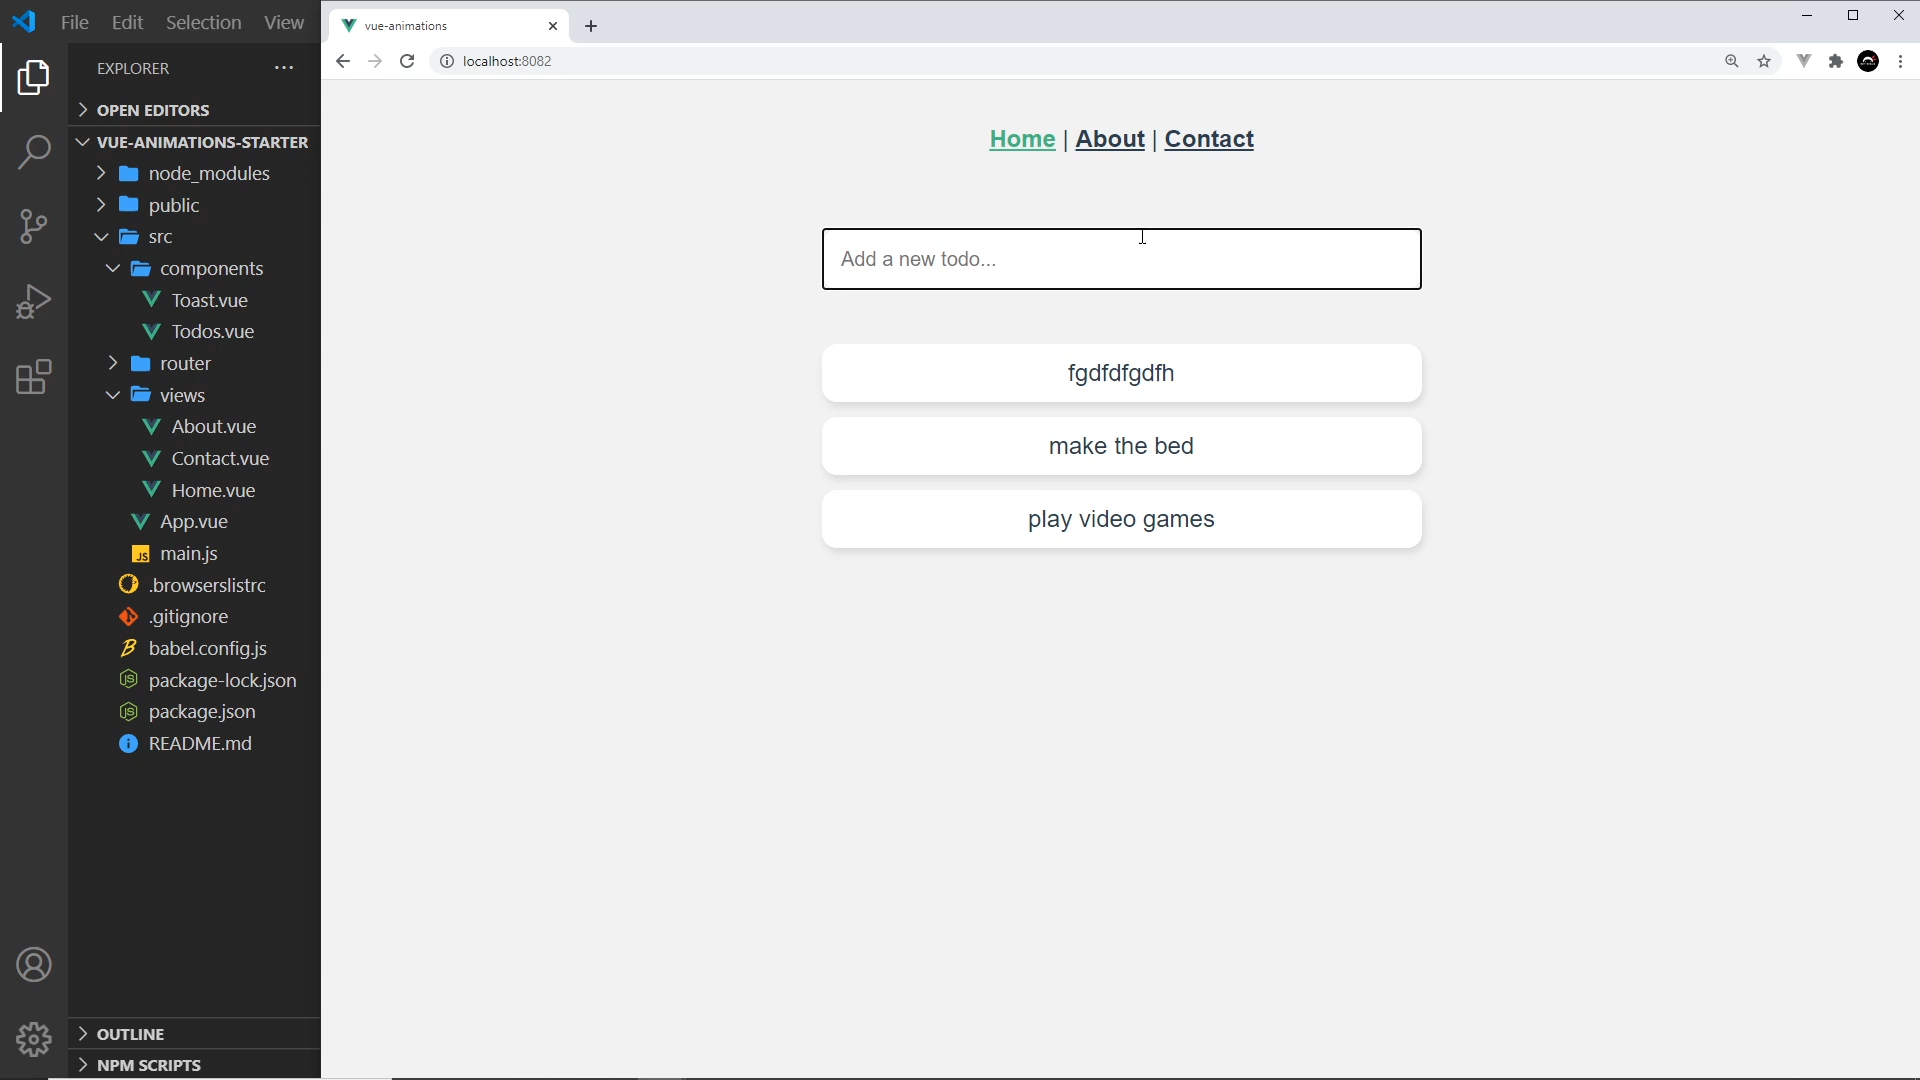 File Edit Selection View
EXPLORER
OPEN EDITORS
VUE-ANIMATIONS-STARTER
node_modules
public
src
components
Toast.vue
Todos.vue
router
views
About.vue
Contact.vue
Home.vue
App.vue
JS main.js
.browserslistrc
.gitignore
babel.config.js
package-lock.json
package.json
README.md
OUTLINE
NPM SCRIPTS
vue-animations
localhost:8082
Home | About | Contact
Add a new todo...
fgdfdfgdfh
make the bed
play video games